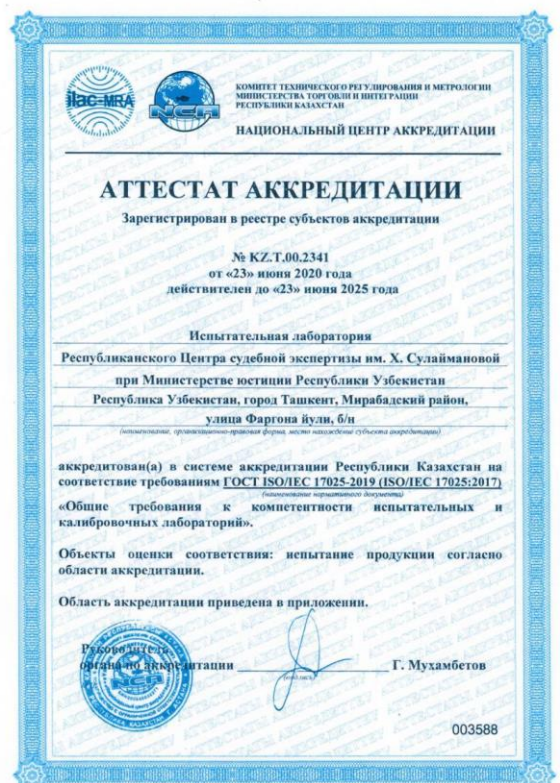 ilac-MRA
NCA
КОМИТЕТ ТЕХНИЧЕСКОГО РЕГУЛИРОВАНИЯ И МЕТРОЛОГИИ
МИНИСТЕРСТВА ТОРГОВЛИ И ИНТЕГРАЦИИ
РЕСПУБЛИКИ КАЗАХСТАН
НАЦИОНАЛЬНЫЙ ЦЕНТР АККРЕДИТАЦИИ
АТТЕСТАТ АККРЕДИТАЦИИ
Зарегистрирован в реестре субъектов аккредитации
№ KZ.T.00.2341
от «23» июня 2020 года
действителен до «23» июня 2025 года
Испытательная лаборатория
Республиканского Центра судебной экспертизы им. Х. Сулаймановой
при Министерстве юстиции Республики Узбекистан
Республика Узбекистан, город Ташкент, Мирабадский район,
улица Фаргона йули, б/н
(наименование, организационно-правовая форма, место нахождение субъекта аккредитации)
аккредитован(а) в системе аккредитации Республики Казахстан на
соответствие требованиям ГОСТ ISO/IEC 17025-2019 (ISO/IEC 17025:2017)
(наименование нормативного документа)
«Общие требования к компетентности испытательных и
калибровочных лабораторий».
Объекты оценки соответствия: испытание продукции согласно
области аккредитации.
Область аккредитации приведена в приложении.
Руководитель
органа по аккредитации Г. Мухамбетов
(подпись)
003588